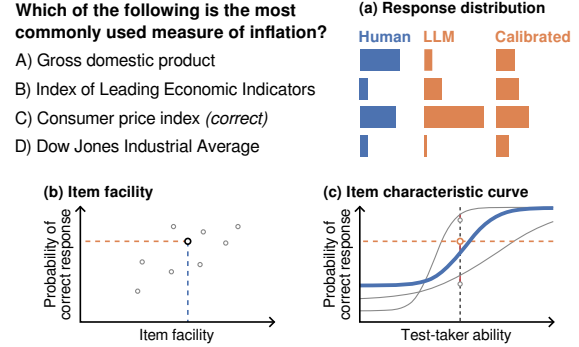 Which of the following is the most
commonly used measure of inflation?
A) Gross domestic product
B) Index of Leading Economic Indicators
C) Consumer price index (correct)
D) Dow Jones Industrial Average
(a) Response distribution
Human LLM Calibrated
(b) Item facility
Probability of
correct response
Item facility
(c) Item characteristic curve
Probability of
correct response
Test-taker ability